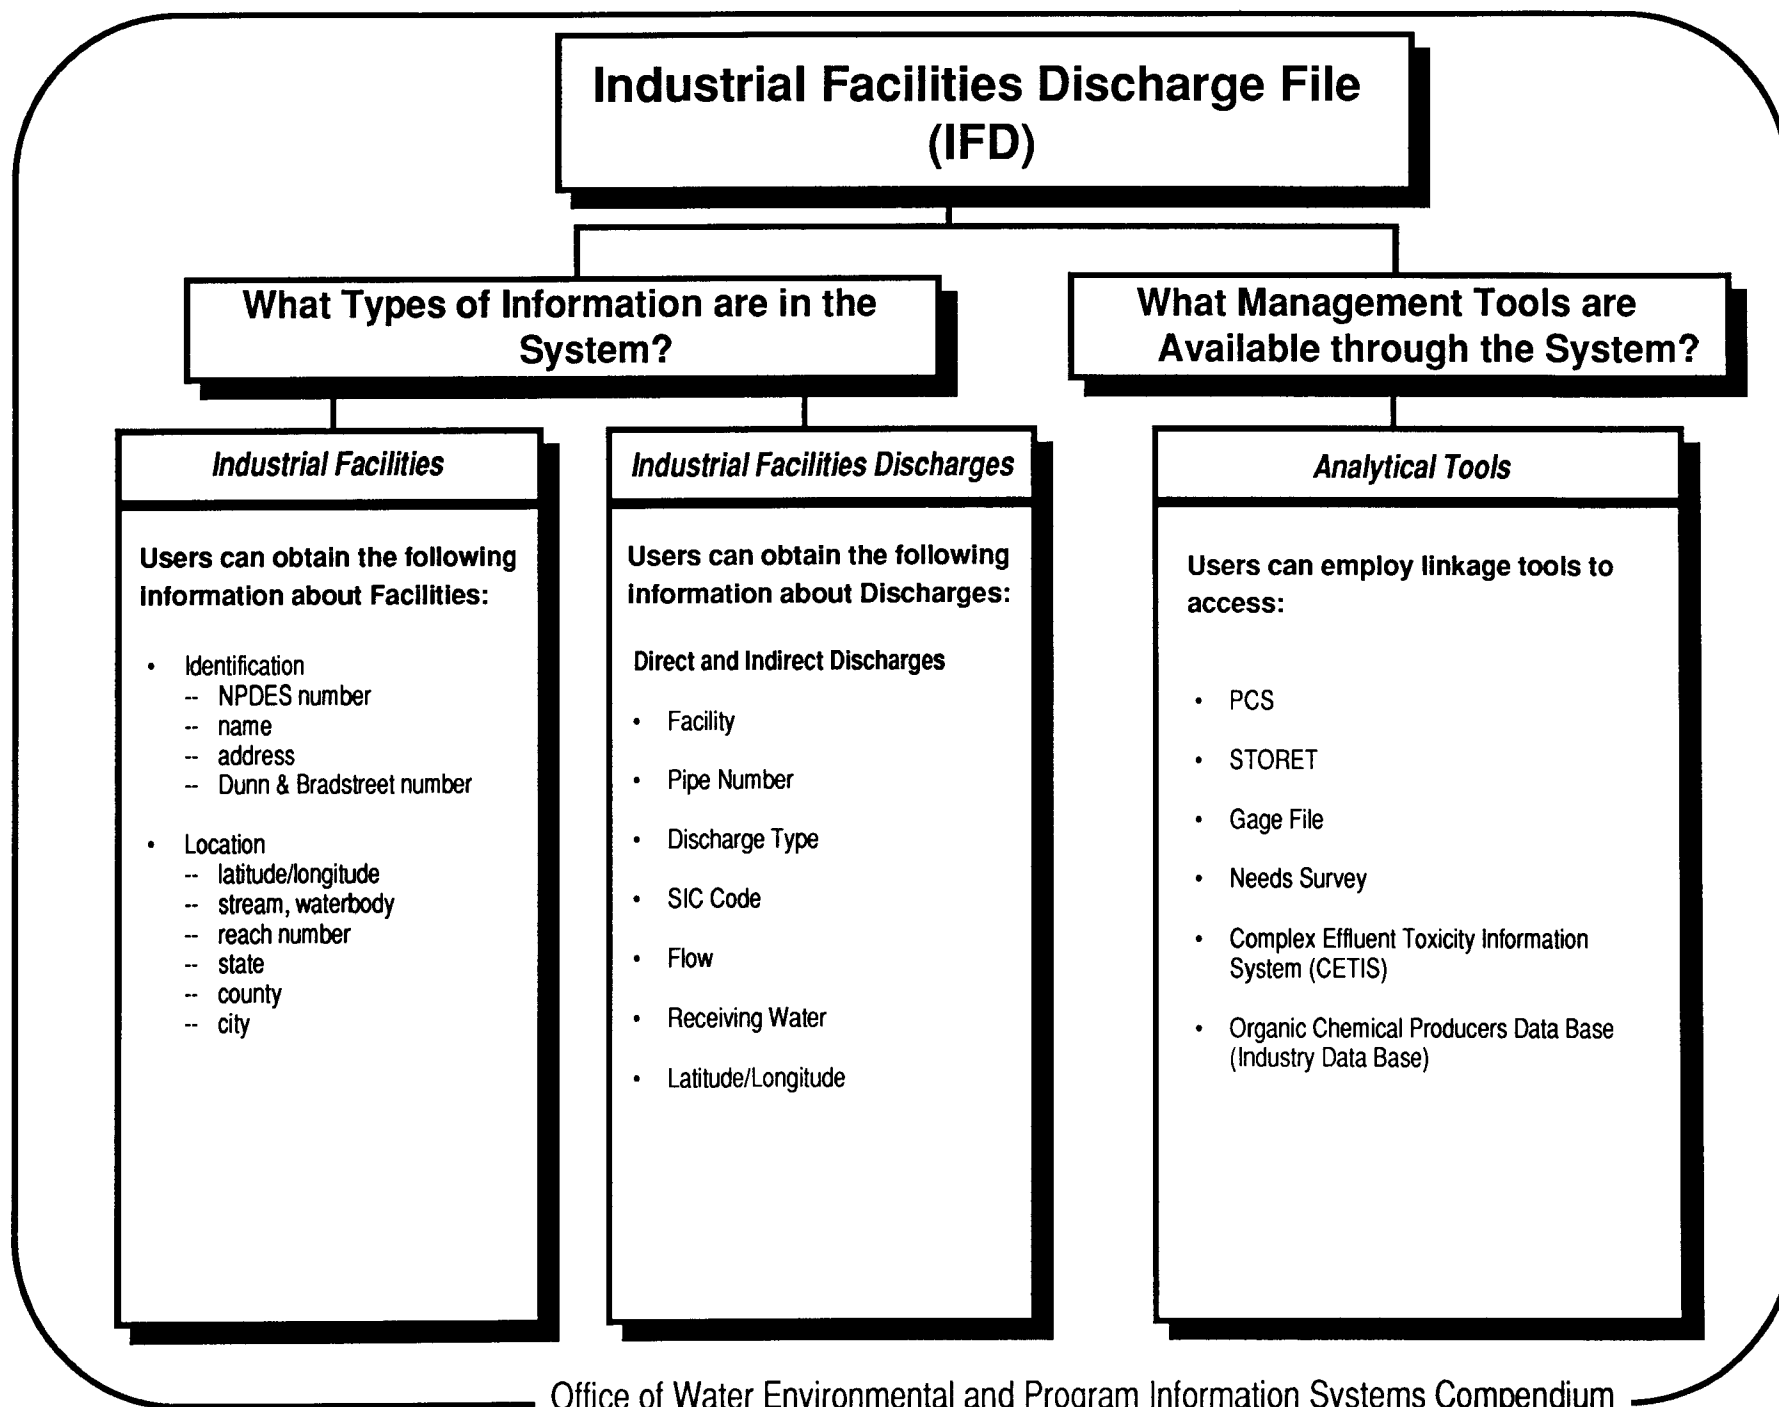 Industrial Facilities Discharge File
(IFD)
What Types of Information are in the
System?
What Management Tools are
Available through the System?
Industrial Facilities
Users can obtain the following
information about Facilities:
• Identification
-- NPDES number
-- name
-- address
-- Dunn & Bradstreet number
• Location
-- latitude/longitude
-- stream, waterbody
-- reach number
-- state
-- county
-- city
Industrial Facilities Discharges
Users can obtain the following
information about Discharges:
Direct and Indirect Discharges
• Facility
• Pipe Number
• Discharge Type
• SIC Code
• Flow
• Receiving Water
• Latitude/Longitude
Analytical Tools
Users can employ linkage tools to
access:
• PCS
• STORET
• Gage File
• Needs Survey
• Complex Effluent Toxicity Information
System (CETIS)
• Organic Chemical Producers Data Base
(Industry Data Base)
Office of Water Environmental and Program Information Systems Compendium